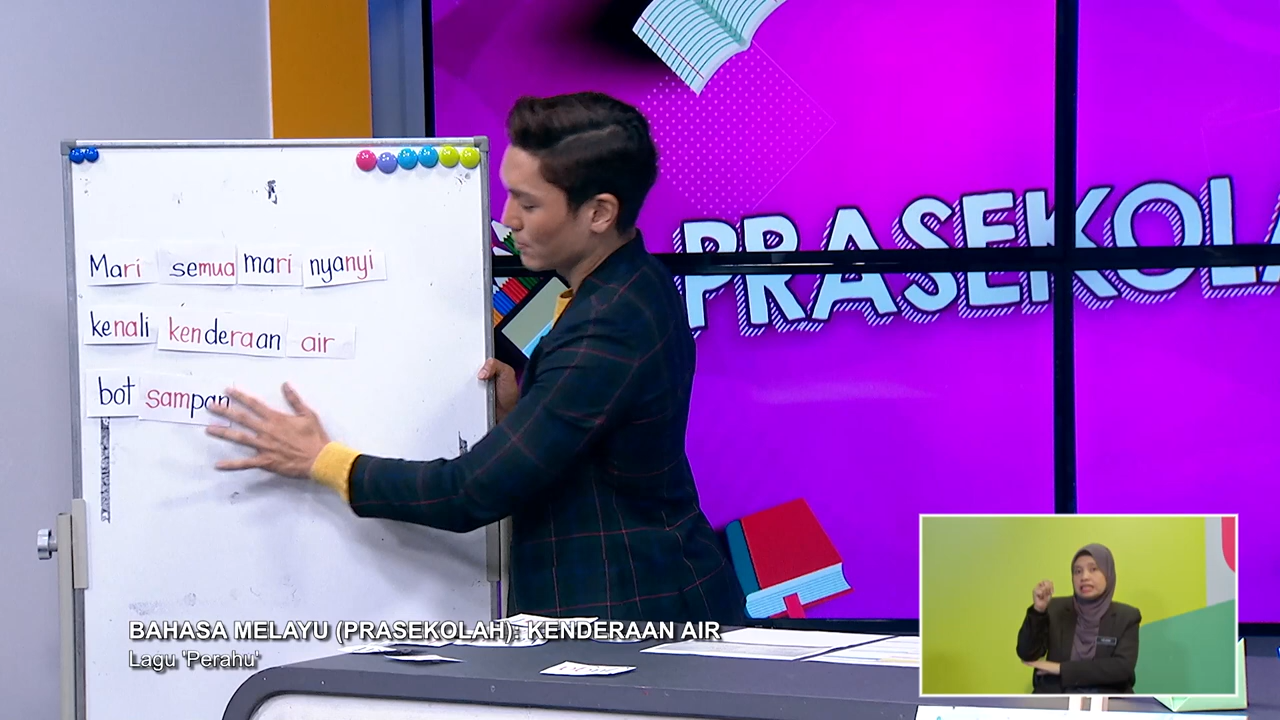 Mari semua mari nyanyi
kenali kenderaan air
bot sampan
PRASEKOLA
BAHASA MELAYU (PRASEKOLAH): KENDERAAN AIR
Lagu 'Perahu'